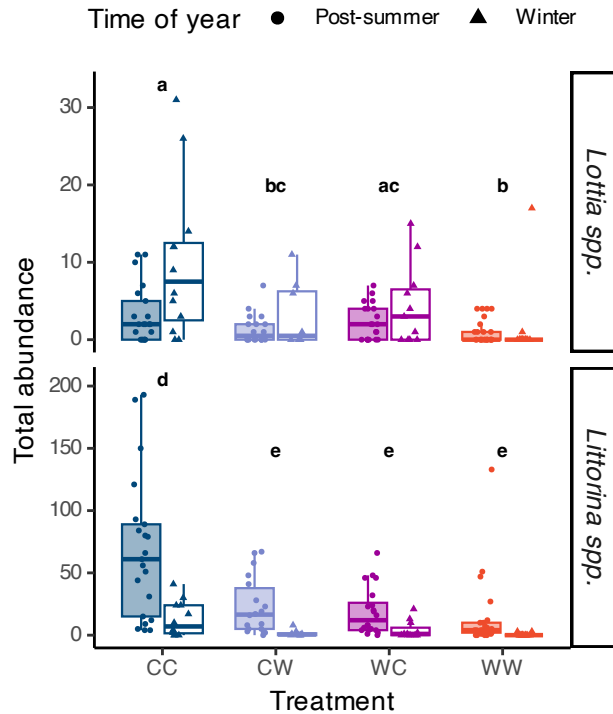 Time of year Post-summer Winter
a
30
20
bc ac b
10
0
Lottia spp.
Total abundance
d
200
150
e e e
100
50
0
Littorina spp.
CC CW WC WW
Treatment